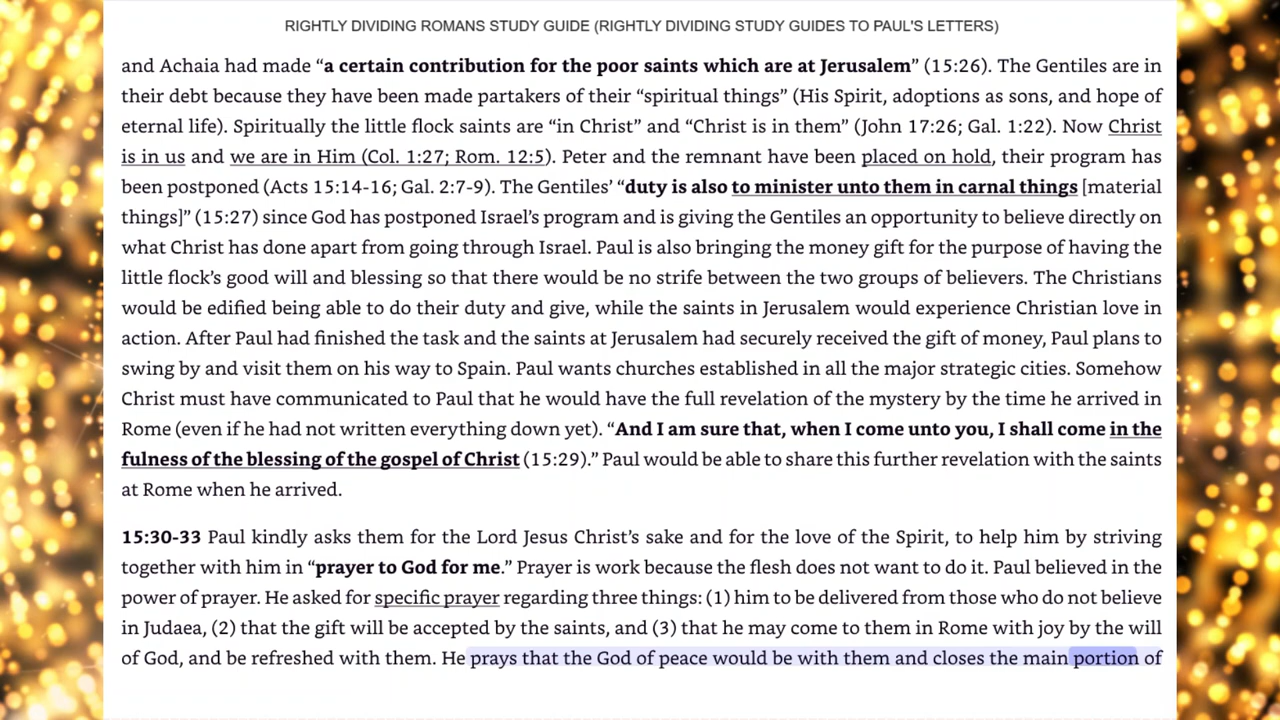 RIGHTLY DIVIDING ROMANS STUDY GUIDE (RIGHTLY DIVIDING STUDY GUIDES TO PAUL'S LETTERS)
and Achaia had made “a certain contribution for the poor saints which are at Jerusalem” (15:26). The Gentiles are in
their debt because they have been made partakers of their “spiritual things” (His Spirit, adoptions as sons, and hope of
eternal life). Spiritually the little flock saints are “in Christ” and “Christ is in them” (John 17:26; Gal. 1:22). Now Christ
is in us and we are in Him (Col. 1:27; Rom. 12:5). Peter and the remnant have been placed on hold, their program has
been postponed (Acts 15:14-16; Gal. 2:7-9). The Gentiles’ “duty is also to minister unto them in carnal things [material
things]” (15:27) since God has postponed Israel’s program and is giving the Gentiles an opportunity to believe directly on
what Christ has done apart from going through Israel. Paul is also bringing the money gift for the purpose of having the
little flock’s good will and blessing so that there would be no strife between the two groups of believers. The Christians
would be edified being able to do their duty and give, while the saints in Jerusalem would experience Christian love in
action. After Paul had finished the task and the saints at Jerusalem had securely received the gift of money, Paul plans to
swing by and visit them on his way to Spain. Paul wants churches established in all the major strategic cities. Somehow
Christ must have communicated to Paul that he would have the full revelation of the mystery by the time he arrived in
Rome (even if he had not written everything down yet). “And I am sure that, when I come unto you, I shall come in the
fulness of the blessing of the gospel of Christ (15:29).” Paul would be able to share this further revelation with the saints
at Rome when he arrived.
15:30-33 Paul kindly asks them for the Lord Jesus Christ’s sake and for the love of the Spirit, to help him by striving
together with him in “prayer to God for me.” Prayer is work because the flesh does not want to do it. Paul believed in the
power of prayer. He asked for specific prayer regarding three things: (1) him to be delivered from those who do not believe
in Judaea, (2) that the gift will be accepted by the saints, and (3) that he may come to them in Rome with joy by the will
of God, and be refreshed with them. He prays that the God of peace would be with them and closes the main portion of